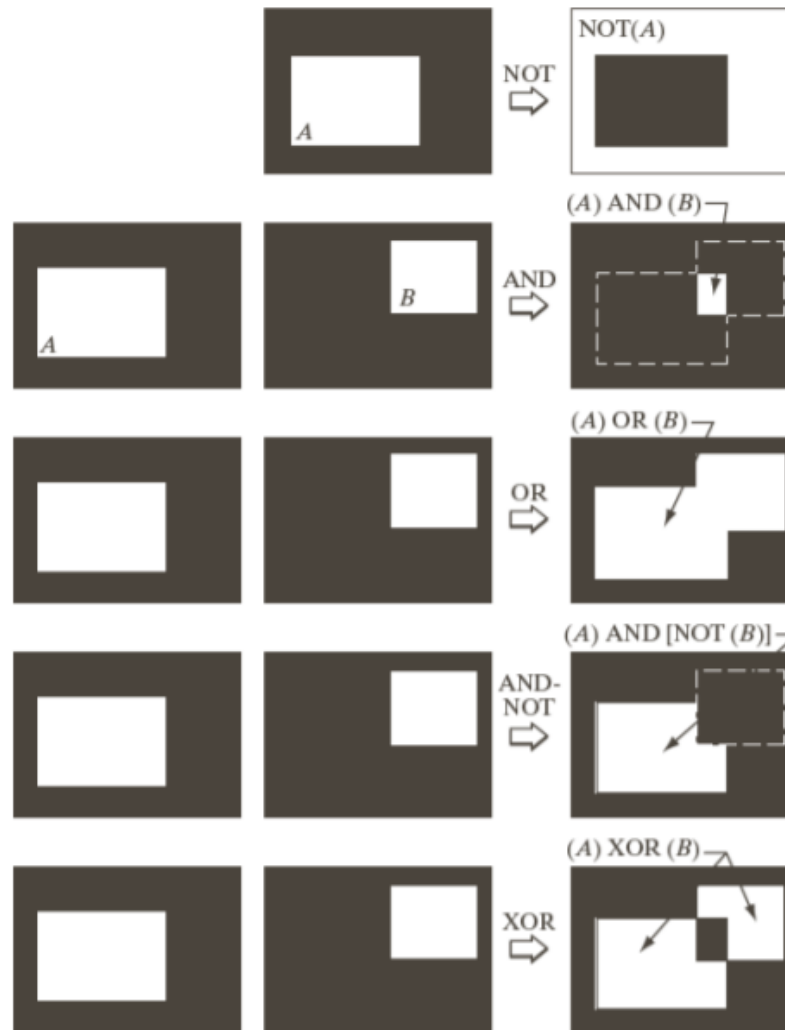 NOT
NOT(A)
A
(A) AND (B)
AND
A
B
(A) OR (B)
OR
(A) AND [NOT (B)]
AND-
NOT
(A) XOR (B)
XOR